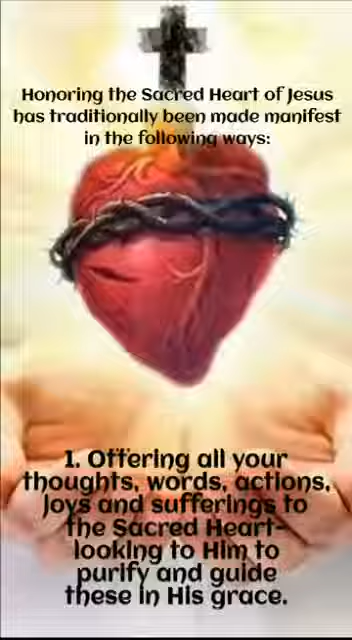 Honoring the Sacred Heart of Jesus
has traditionally been made manifest
in the following ways:
1. Offering all your
thoughts, words, actions,
joys and sufferings to
the Sacred Heart-
looking to Him to
purify and guide
these in His grace.